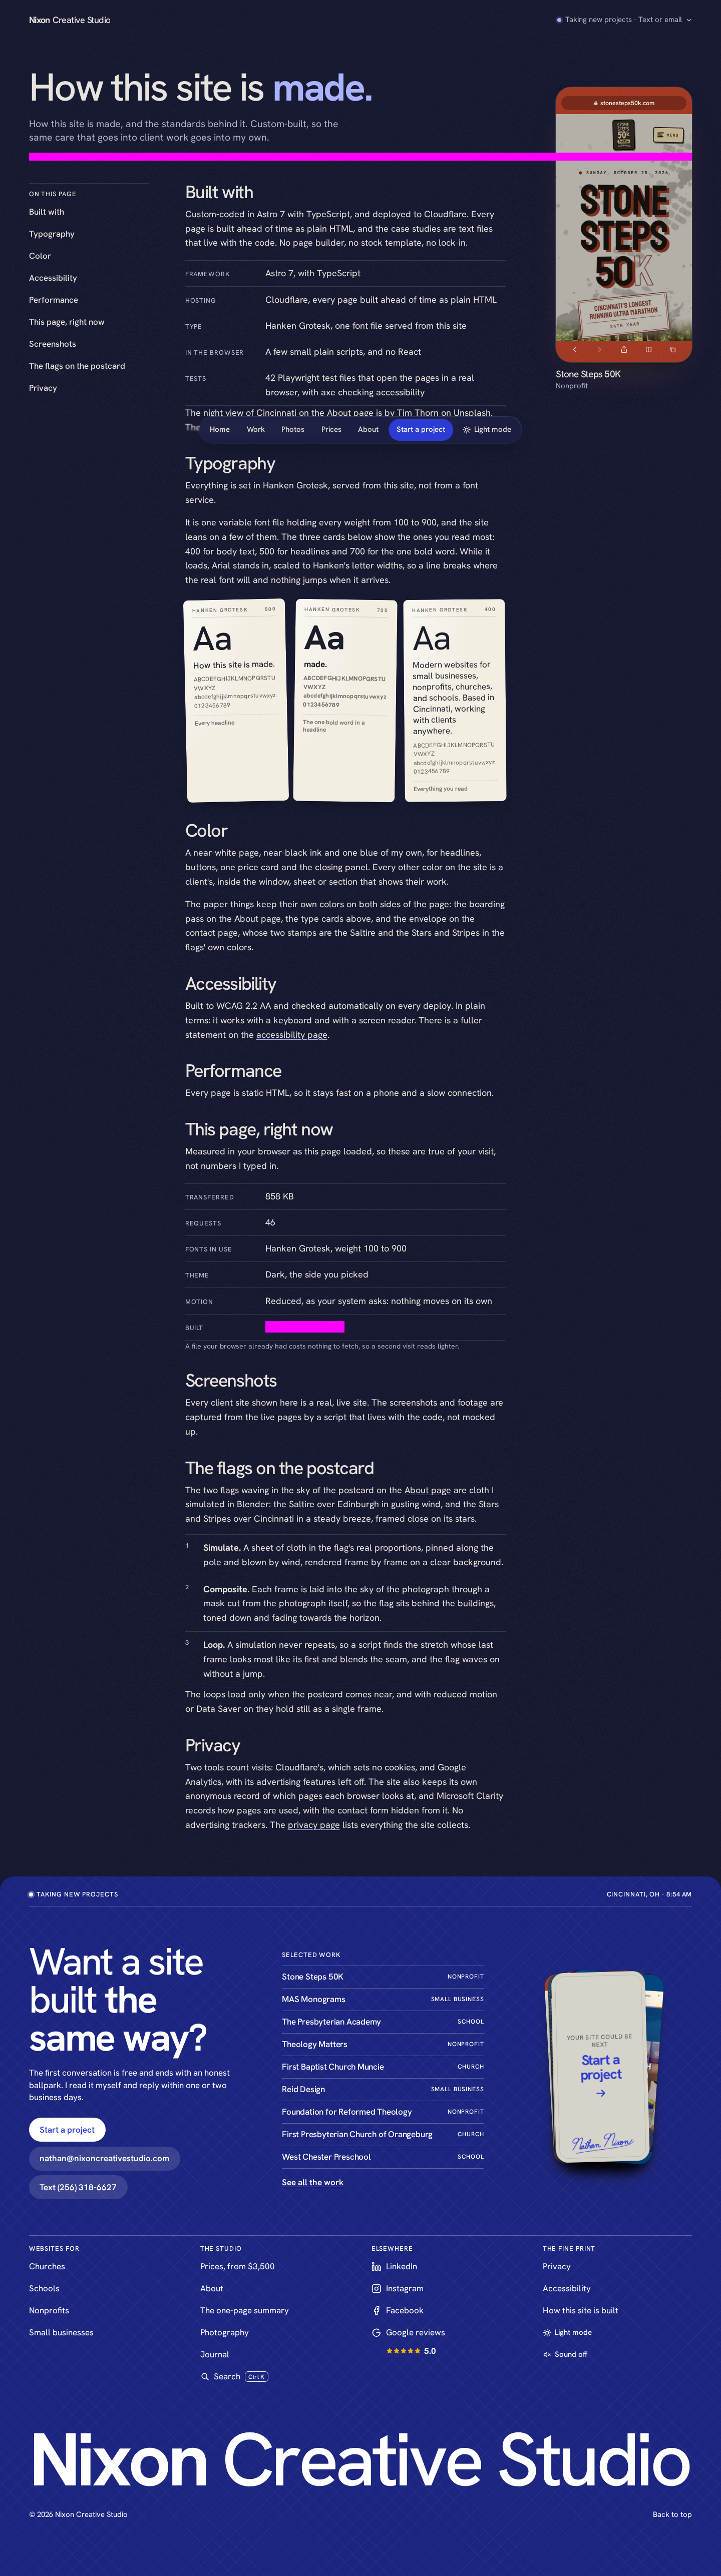 Nixon Creative Studio
Taking new projects · Text or email
How this site is made.
How this site is made, and the standards behind it. Custom-built, so the
same care that goes into client work goes into my own.
stonesteps50k.com
STONE
STEPS
50K
MENU
SUNDAY, OCTOBER 25, 2026
STONE
STEPS
50K
CINCINNATI'S LONGEST
RUNNING ULTRA MARATHON
24TH YEAR
Stone Steps 50K
Nonprofit
ON THIS PAGE
Built with
Typography
Color
Accessibility
Performance
This page, right now
Screenshots
The flags on the postcard
Privacy
Built with
Custom-coded in Astro 7 with TypeScript, and deployed to Cloudflare. Every
page is built ahead of time as plain HTML, and the case studies are text files
that live with the code. No page builder, no stock template, no lock-in.
FRAMEWORK Astro 7, with TypeScript
HOSTING Cloudflare, every page built ahead of time as plain HTML
TYPE Hanken Grotesk, one font file served from this site
IN THE BROWSER A few small plain scripts, and no React
TESTS 42 Playwright test files that open the pages in a real
browser, with axe checking accessibility
The night view of Cincinnati on the About page is by Tim Thorn on Unsplash.
The
Home Work Photos Prices About Start a project Light mode
Typography
Everything is set in Hanken Grotesk, served from this site, not from a font
service.
It is one variable font file holding every weight from 100 to 900, and the site
leans on a few of them. The three cards below show the ones you read most:
400 for body text, 500 for headlines and 700 for the one bold word. While it
loads, Arial stands in, scaled to Hanken's letter widths, so a line breaks where
the real font will and nothing jumps when it arrives.
HANKEN GROTESK 500
Aa
How this site is made.
ABCDEFGHIJKLMNOPQRSTU
VWXYZ
abcdefghijklmnopqrstuvwxyz
0123456789
Every headline
HANKEN GROTESK 700
Aa
made.
ABCDEFGHIJKLMNOPQRSTU
VWXYZ
abcdefghijklmnopqrstuvwxyz
0123456789
The one bold word in a
headline
HANKEN GROTESK 400
Aa
Modern websites for
small businesses,
nonprofits, churches,
and schools. Based in
Cincinnati, working
with clients
anywhere.
ABCDEFGHIJKLMNOPQRSTU
VWXYZ
abcdefghijklmnopqrstuvwxyz
0123456789
Everything you read
Color
A near-white page, near-black ink and one blue of my own, for headlines,
buttons, one price card and the closing panel. Every other color on the site is a
client's, inside the window, sheet or section that shows their work.
The paper things keep their own colors on both sides of the page: the boarding
pass on the About page, the type cards above, and the envelope on the
contact page, whose two stamps are the Saltire and the Stars and Stripes in the
flags' own colors.
Accessibility
Built to WCAG 2.2 AA and checked automatically on every deploy. In plain
terms: it works with a keyboard and with a screen reader. There is a fuller
statement on the accessibility page.
Performance
Every page is static HTML, so it stays fast on a phone and a slow connection.
This page, right now
Measured in your browser as this page loaded, so these are true of your visit,
not numbers I typed in.
TRANSFERRED 858 KB
REQUESTS 46
FONTS IN USE Hanken Grotesk, weight 100 to 900
THEME Dark, the side you picked
MOTION Reduced, as your system asks: nothing moves on its own
BUILT
A file your browser already had costs nothing to fetch, so a second visit reads lighter.
Screenshots
Every client site shown here is a real, live site. The screenshots and footage are
captured from the live pages by a script that lives with the code, not mocked
up.
The flags on the postcard
The two flags waving in the sky of the postcard on the About page are cloth I
simulated in Blender: the Saltire over Edinburgh in gusting wind, and the Stars
and Stripes over Cincinnati in a steady breeze, framed close on its stars.
1 Simulate. A sheet of cloth in the flag's real proportions, pinned along the
pole and blown by wind, rendered frame by frame on a clear background.
2 Composite. Each frame is laid into the sky of the photograph through a
mask cut from the photograph itself, so the flag sits behind the buildings,
toned down and fading towards the horizon.
3 Loop. A simulation never repeats, so a script finds the stretch whose last
frame looks most like its first and blends the seam, and the flag waves on
without a jump.
The loops load only when the postcard comes near, and with reduced motion
or Data Saver on they hold still as a single frame.
Privacy
Two tools count visits: Cloudflare's, which sets no cookies, and Google
Analytics, with its advertising features left off. The site also keeps its own
anonymous record of which pages each browser looks at, and Microsoft Clarity
records how pages are used, with the contact form hidden from it. No
advertising trackers. The privacy page lists everything the site collects.
TAKING NEW PROJECTS
CINCINNATI, OH · 8:54 AM
Want a site
built the
same way?
The first conversation is free and ends with an honest
ballpark. I read it myself and reply within one or two
business days.
Start a project
nathan@nixoncreativestudio.com
Text (256) 318-6627
SELECTED WORK
Stone Steps 50K NONPROFIT
MAS Monograms SMALL BUSINESS
The Presbyterian Academy SCHOOL
Theology Matters NONPROFIT
First Baptist Church Muncie CHURCH
Reid Design SMALL BUSINESS
Foundation for Reformed Theology NONPROFIT
First Presbyterian Church of Orangeburg CHURCH
West Chester Preschool SCHOOL
See all the work
YOUR SITE COULD BE
NEXT
Start a
project
Nathan Nixon
WEBSITES FOR
Churches
Schools
Nonprofits
Small businesses
THE STUDIO
Prices, from $3,500
About
The one-page summary
Photography
Journal
Search Ctrl K
ELSEWHERE
LinkedIn
Instagram
Facebook
Google reviews
5.0
THE FINE PRINT
Privacy
Accessibility
How this site is built
Light mode
Sound off
Nixon Creative Studio
© 2026 Nixon Creative Studio
Back to top